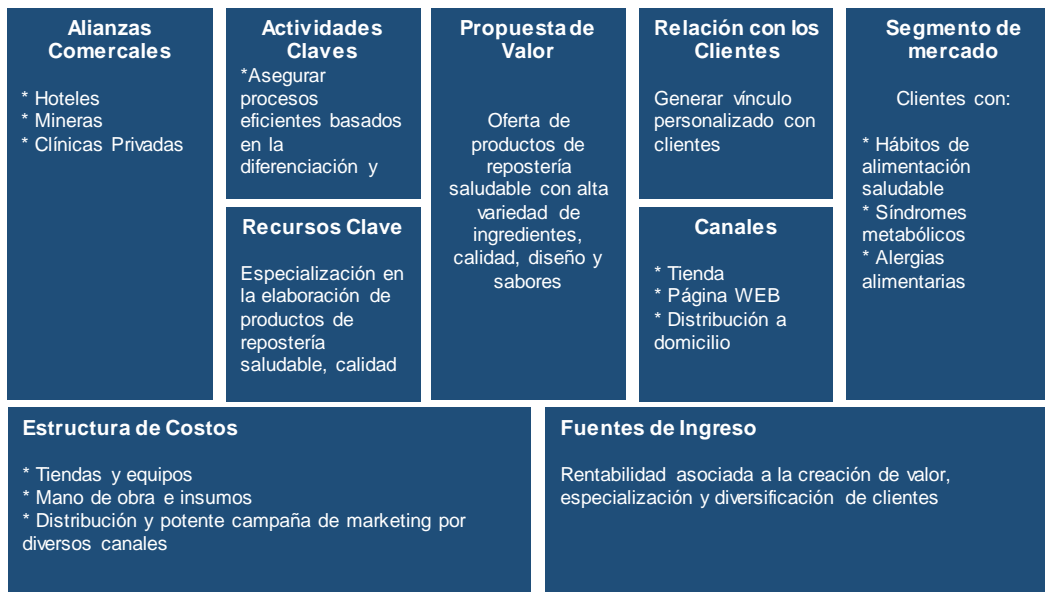 Alianzas
Comerciales
* Hoteles
* Mineras
* Clínicas Privadas
Actividades
Claves
*Asegurar
procesos
eficientes basados
en la
diferenciación y
Recursos Clave
Especialización en
la elaboración de
productos de
repostería
saludable, calidad
Propuesta de
Valor
Oferta de
productos de
repostería
saludable con alta
variedad de
ingredientes,
calidad, diseño y
sabores
Relación con los
Clientes
Generar vínculo
personalizado con
clientes
Canales
* Tienda
* Página WEB
* Distribución a
domicilio
Segmento de
mercado
Clientes con:
* Hábitos de
alimentación
saludable
* Síndromes
metabólicos
* Alergias
alimentarias
Estructura de Costos
* Tiendas y equipos
* Mano de obra e insumos
* Distribución y potente campaña de marketing por
diversos canales
Fuentes de Ingreso
Rentabilidad asociada a la creación de valor,
especialización y diversificación de clientes